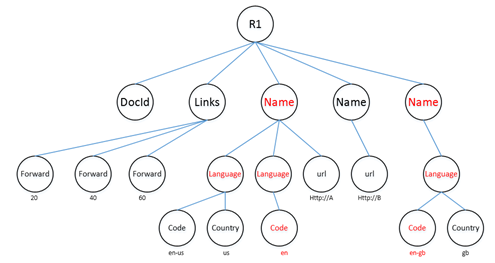 R1
DocId Links Name Name Name
Forward Forward Forward Language Language url url Language
20 40 60 Http://A Http://B
Code Country Code Code Country
en-us us en en-gb gb